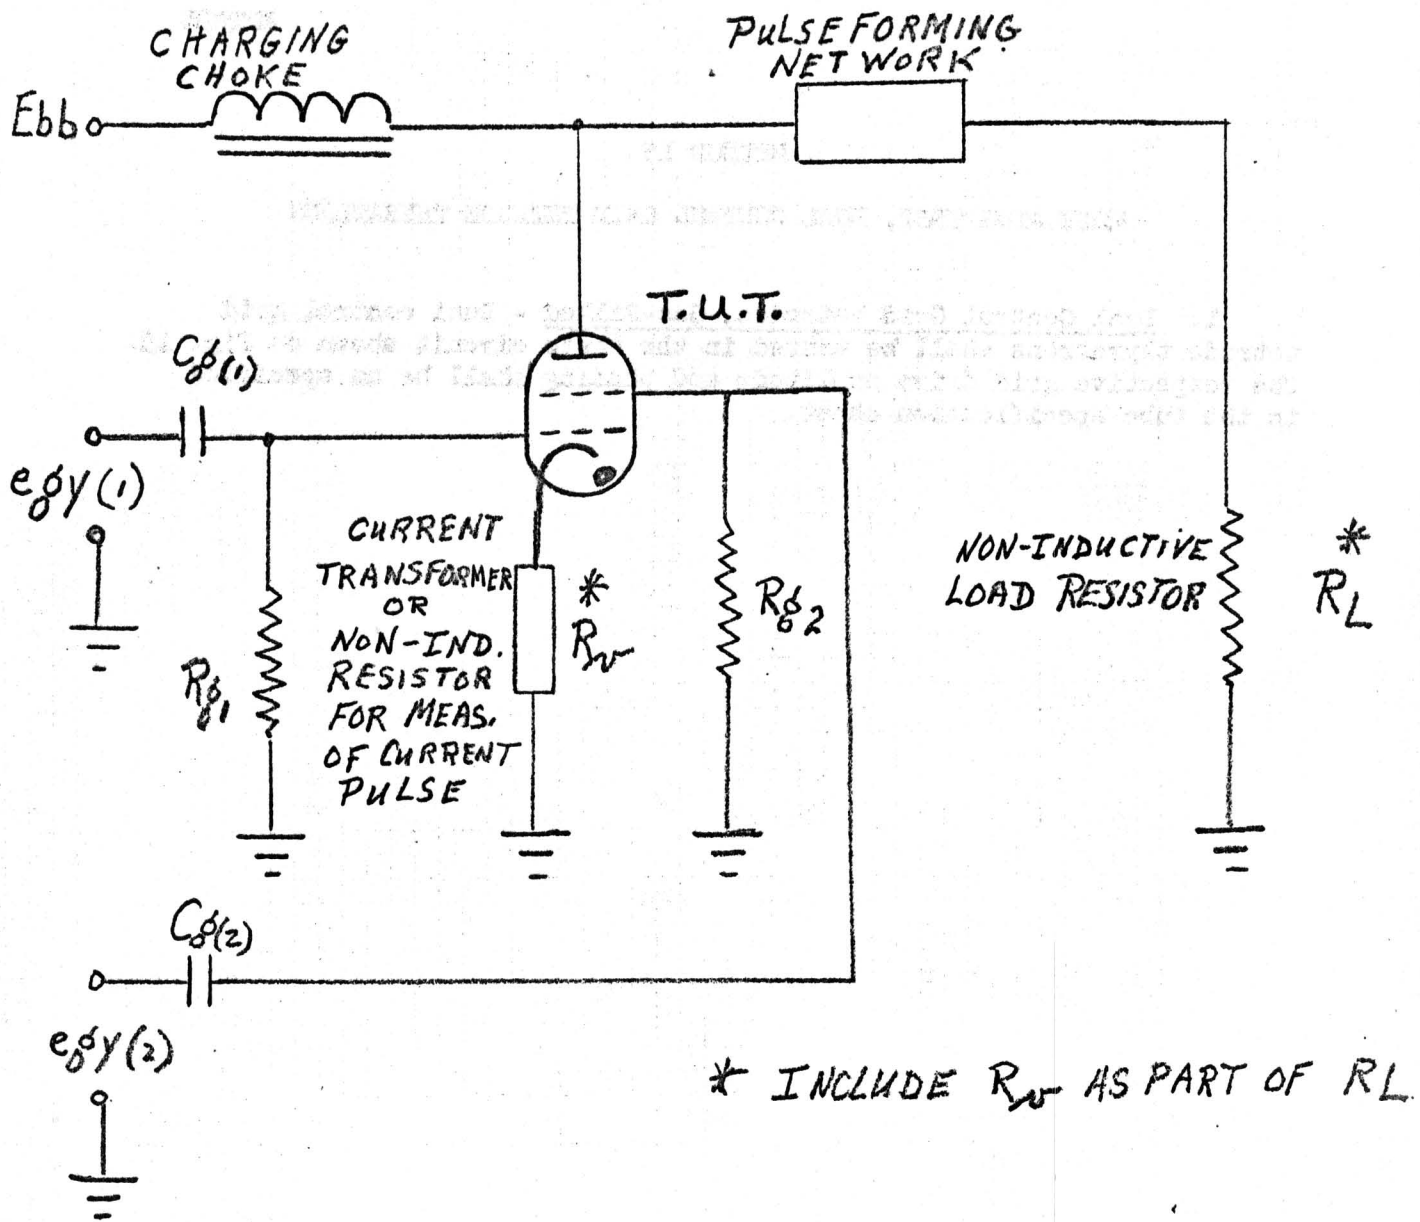 CHARGING
CHOKE
PULSE FORMING
NETWORK
Ebb
T.U.T.
Cg(1)
egy(1)
CURRENT
TRANSFORMER
OR
NON-IND.
RESISTOR
FOR MEAS.
OF CURRENT
PULSE
*
Rv
Rg1
Rg2
NON-INDUCTIVE
LOAD RESISTOR
*
RL
Cg(2)
egy(2)
* INCLUDE Rv AS PART OF RL